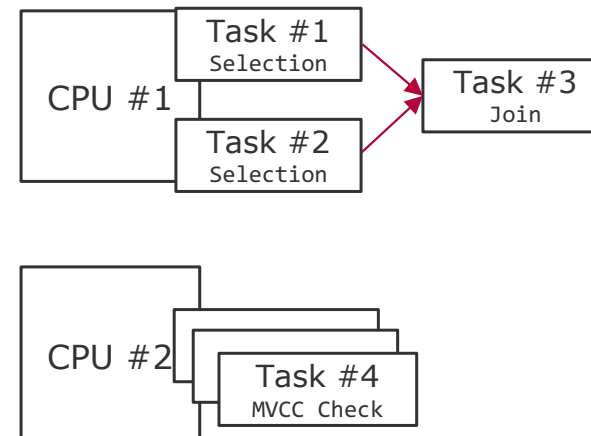 Task #1
Selection
CPU #1
Task #3
Join
Task #2
Selection
CPU #2
Task #4
MVCC Check